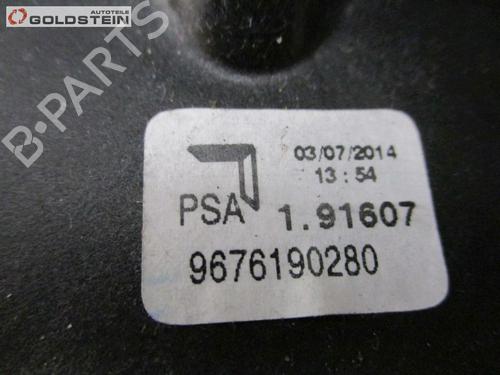 AUTOTEILE
GOLDSTEIN
B-PARTS
03/07/2014
13:54
PSA 1.91607
9676190280